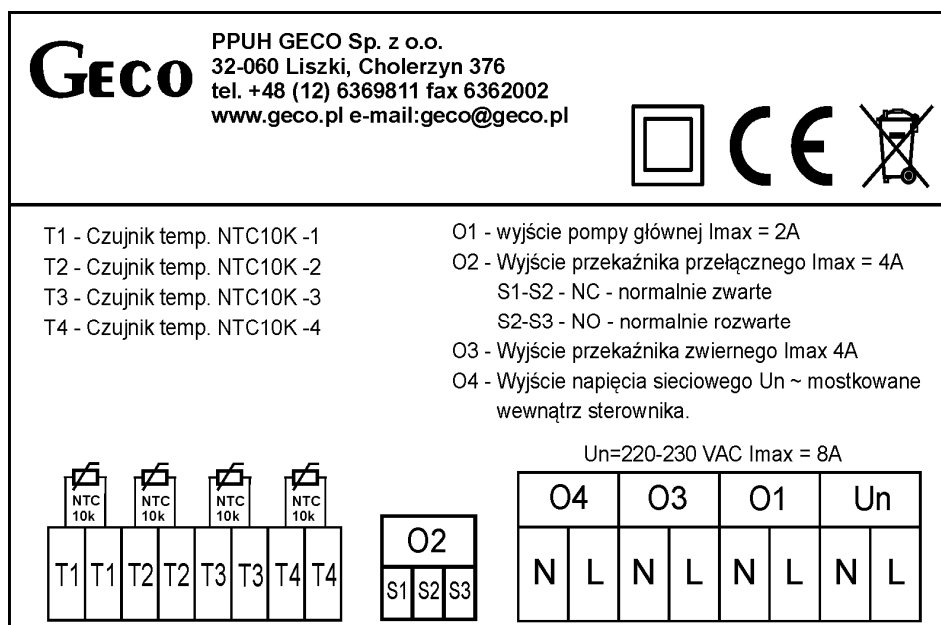 GECO
PPUH GECO Sp. z o.o.
32-060 Liszki, Cholerzyn 376
tel. +48 (12) 6369811 fax 6362002
www.geco.pl e-mail:geco@geco.pl
CE
T1 - Czujnik temp. NTC10K -1
T2 - Czujnik temp. NTC10K -2
T3 - Czujnik temp. NTC10K -3
T4 - Czujnik temp. NTC10K -4
O1 - wyjście pompy głównej Imax = 2A
O2 - Wyjście przekaźnika przełącznego Imax = 4A
S1-S2 - NC - normalnie zwarte
S2-S3 - NO - normalnie rozwarte
O3 - Wyjście przekaźnika zwiernego Imax 4A
O4 - Wyjście napięcia sieciowego Un ~ mostkowane
wewnątrz sterownika.
NTC NTC NTC NTC
10k 10k 10k 10k
T1 T1 T2 T2 T3 T3 T4 T4
O2
S1 S2 S3
Un=220-230 VAC Imax = 8A
O4 O3 O1 Un
N L N L N L N L